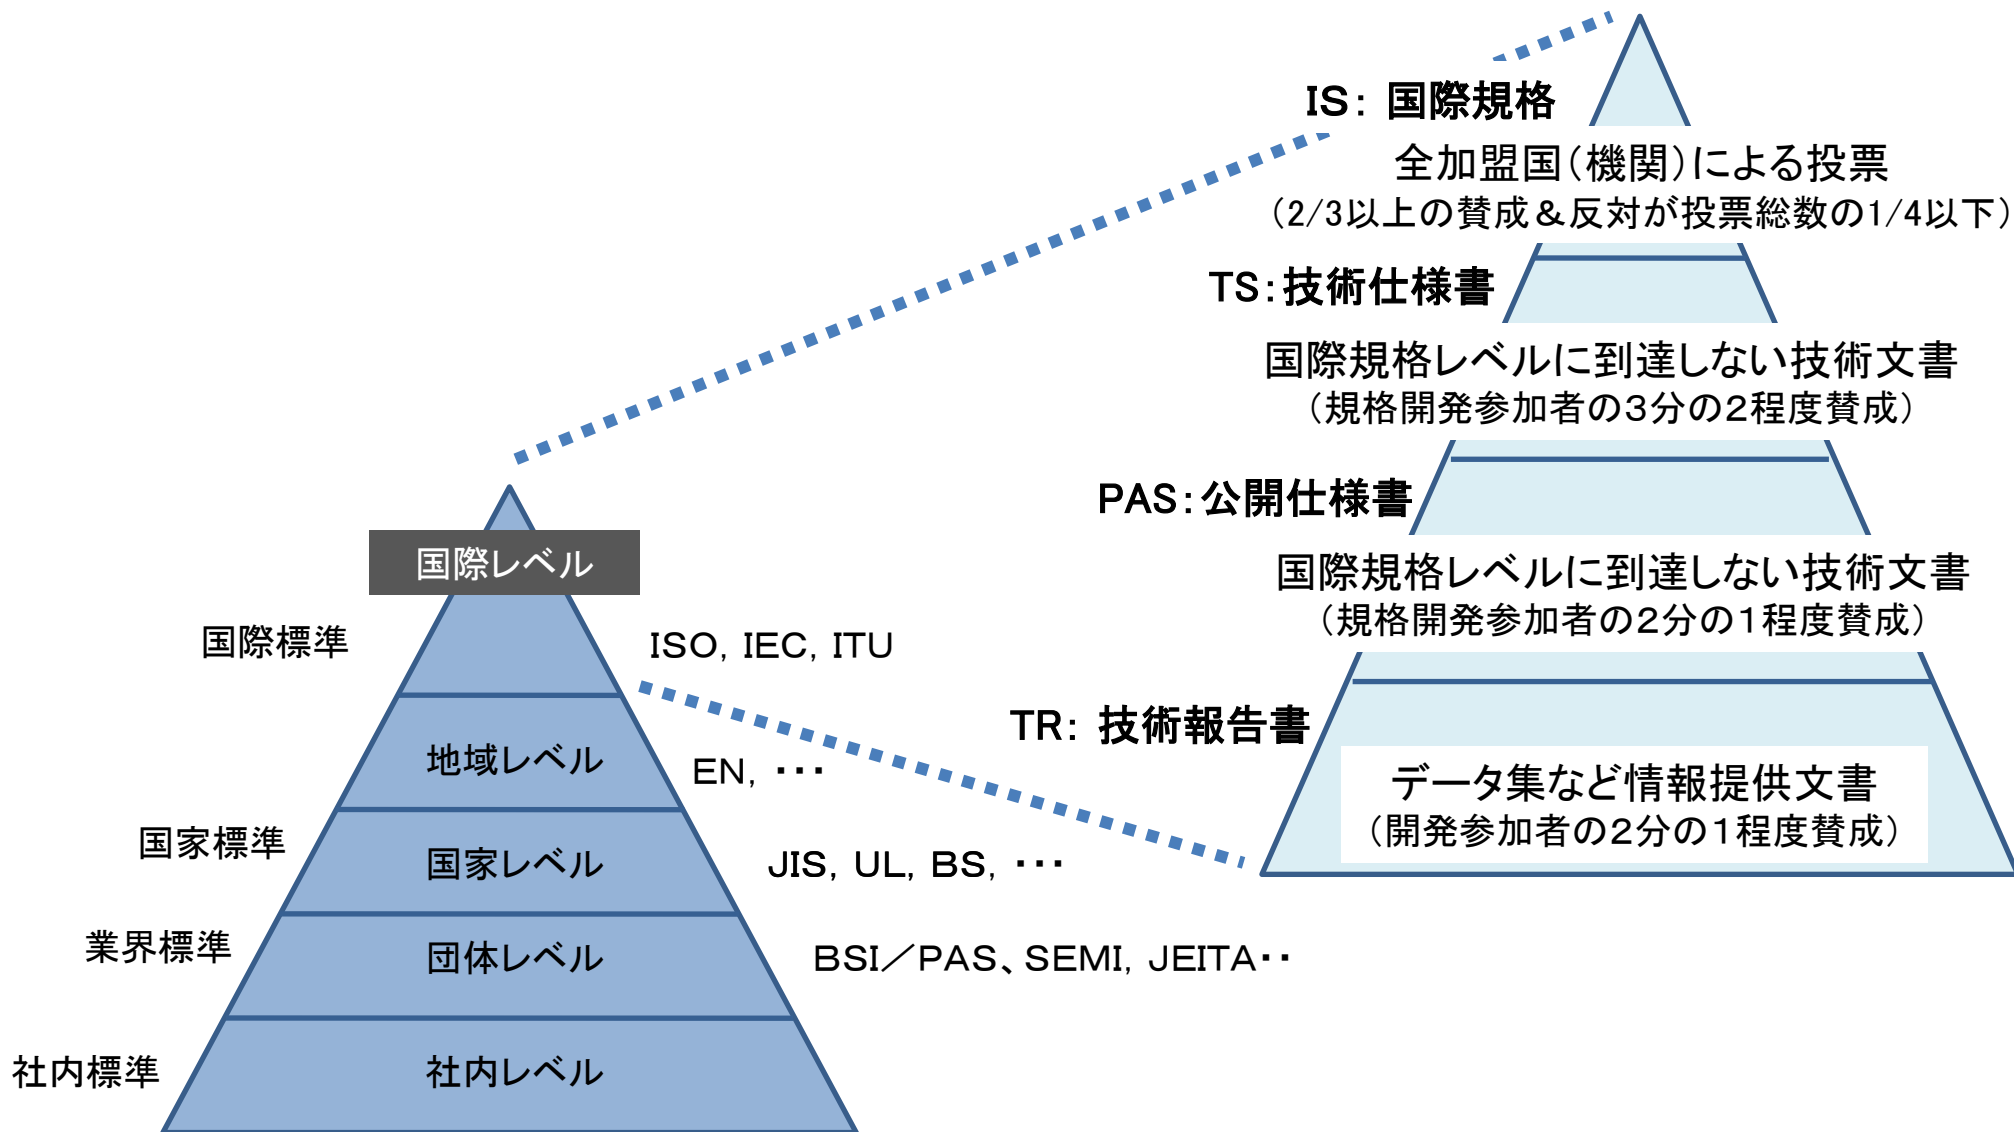 IS： 国際規格
全加盟国（機関）による投票
（2/3以上の賛成＆反対が投票総数の1/4以下）
TS：技術仕様書
国際規格レベルに到達しない技術文書
（規格開発参加者の３分の２程度賛成）
PAS：公開仕様書
国際規格レベルに到達しない技術文書
（規格開発参加者の２分の１程度賛成）
TR： 技術報告書
データ集など情報提供文書
（開発参加者の２分の１程度賛成）
国際レベル
国際標準
ISO, IEC, ITU
地域レベル
EN, ・・・
国家標準
国家レベル
JIS, UL, BS, ・・・
業界標準
団体レベル
BSI／PAS、SEMI, JEITA・・
社内標準
社内レベル